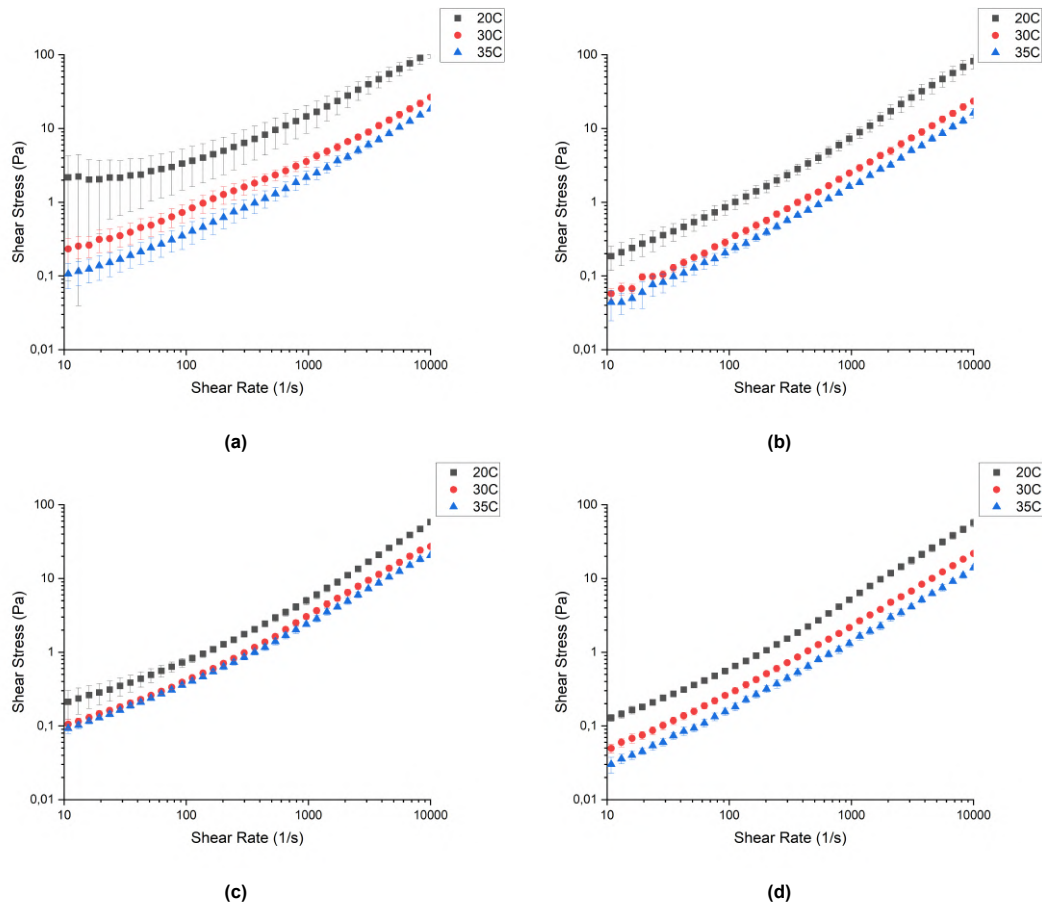 20C
30C
35C
100
10
1
0,1
0,01
Shear Stress (Pa)
10
100
1000
10000
Shear Rate (1/s)
(a)
20C
30C
35C
100
10
1
0,1
0,01
Shear Stress (Pa)
10
100
1000
10000
Shear Rate (1/s)
(b)
20C
30C
35C
100
10
1
0,1
0,01
Shear Stress (Pa)
10
100
1000
10000
Shear Rate (1/s)
(c)
20C
30C
35C
100
10
1
0,1
0,01
Shear Stress (Pa)
10
100
1000
10000
Shear Rate (1/s)
(d)